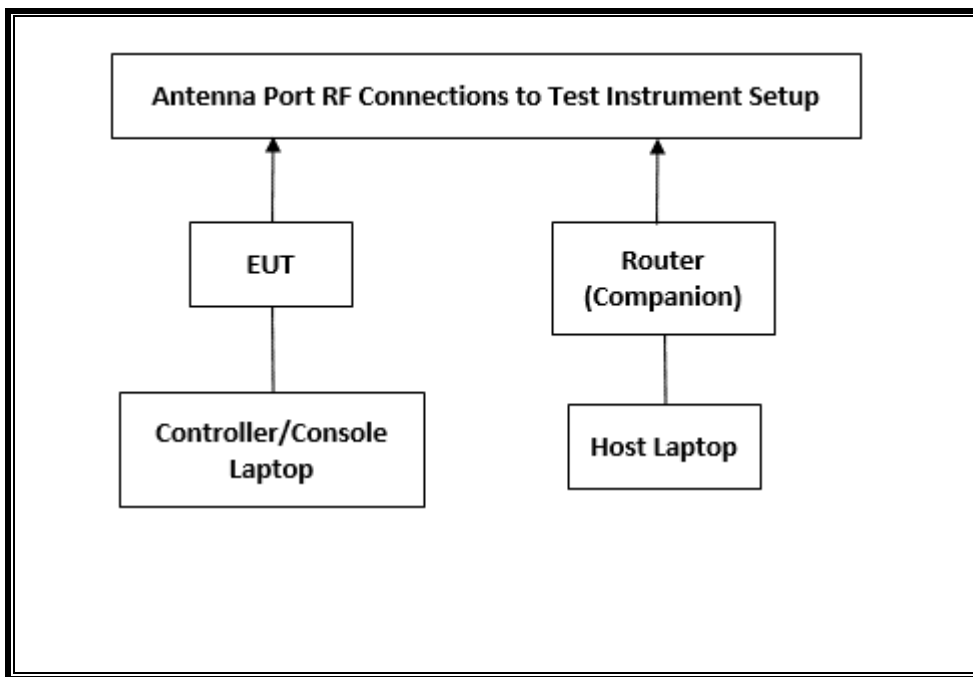 Antenna Port RF Connections to Test Instrument Setup
EUT
Router
(Companion)
Controller/Console
Laptop
Host Laptop